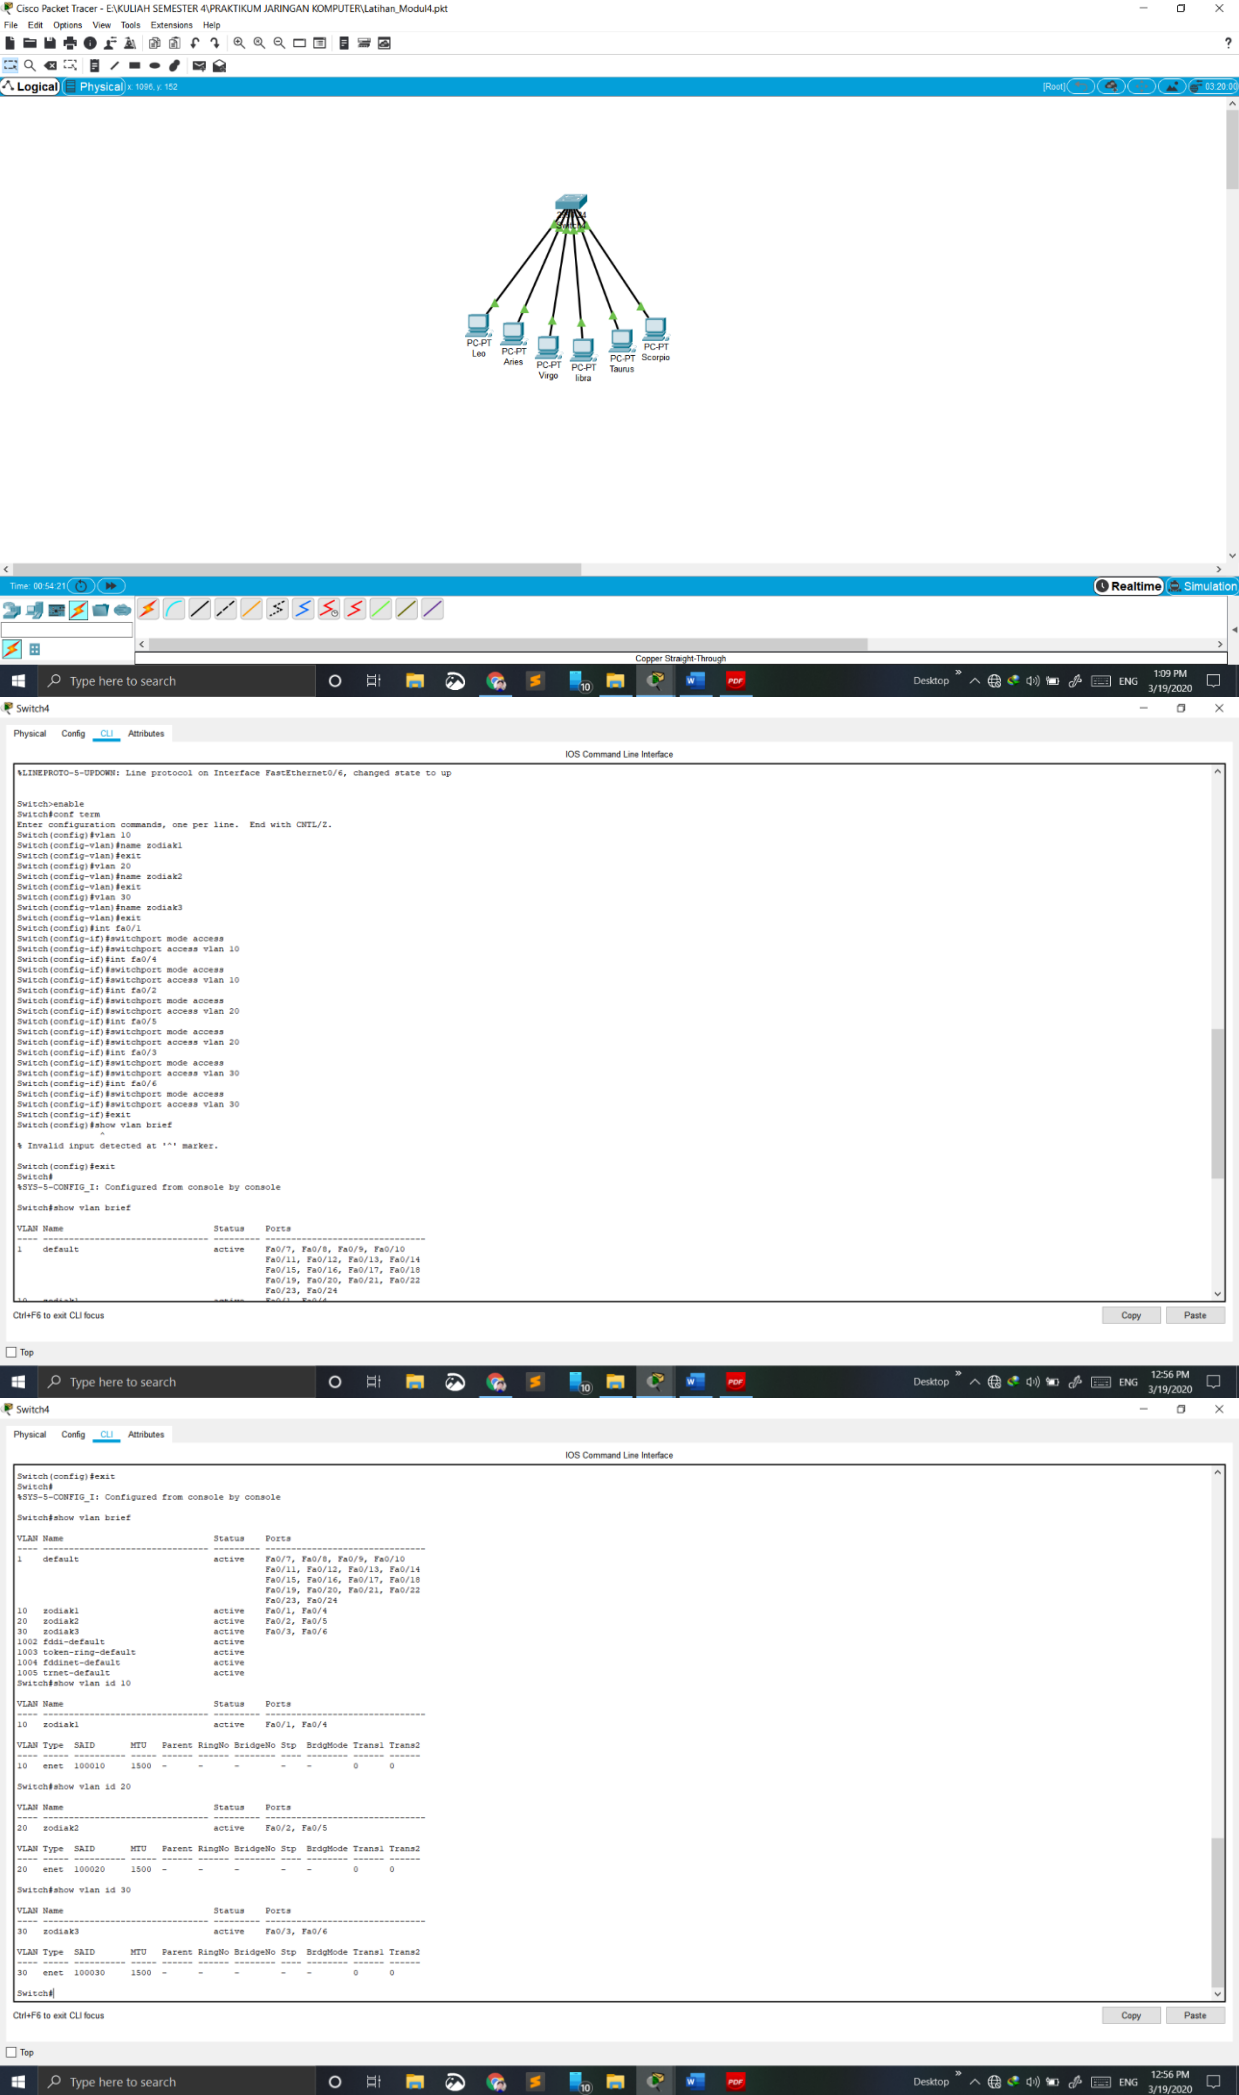 Cisco Packet Tracer - E:\KULIAH SEMESTER 4\PRAKTIKUM JARINGAN KOMPUTER\Latihan_Modul4.pkt
File Edit Options View Tools Extensions Help
Logical Physical x: 1096, y: 152 [Root] 03:20:00
PC-PT
Leo
PC-PT
Aries
PC-PT
Virgo
PC-PT
libra
PC-PT
Taurus
PC-PT
Scorpio
Time: 00:54:21 Realtime Simulation
Copper Straight-Through
Type here to search 10 W PDF Desktop ENG 1:09 PM
3/19/2020
Switch4
Physical Config CLI Attributes
IOS Command Line Interface
%LINEPROTO-5-UPDOWN: Line protocol on Interface FastEthernet0/6, changed state to up
Switch>enable
Switch#conf term
Enter configuration commands, one per line. End with CNTL/Z.
Switch(config)#vlan 10
Switch(config-vlan)#name zodiak1
Switch(config-vlan)#exit
Switch(config)#vlan 20
Switch(config-vlan)#name zodiak2
Switch(config-vlan)#exit
Switch(config)#vlan 30
Switch(config-vlan)#name zodiak3
Switch(config-vlan)#exit
Switch(config)#int fa0/1
Switch(config-if)#switchport mode access
Switch(config-if)#switchport access vlan 10
Switch(config-if)#int fa0/4
Switch(config-if)#switchport mode access
Switch(config-if)#switchport access vlan 10
Switch(config-if)#int fa0/2
Switch(config-if)#switchport mode access
Switch(config-if)#switchport access vlan 20
Switch(config-if)#int fa0/5
Switch(config-if)#switchport mode access
Switch(config-if)#switchport access vlan 20
Switch(config-if)#int fa0/3
Switch(config-if)#switchport mode access
Switch(config-if)#switchport access vlan 30
Switch(config-if)#int fa0/6
Switch(config-if)#switchport mode access
Switch(config-if)#switchport access vlan 30
Switch(config-if)#exit
Switch(config)#show vlan brief
^
% Invalid input detected at '^' marker.
Switch(config)#exit
Switch#
%SYS-5-CONFIG_I: Configured from console by console
Switch#show vlan brief
VLAN Name Status Ports
---- -------------------------------- --------- -------------------------------
1 default active Fa0/7, Fa0/8, Fa0/9, Fa0/10
Fa0/11, Fa0/12, Fa0/13, Fa0/14
Fa0/15, Fa0/16, Fa0/17, Fa0/18
Fa0/19, Fa0/20, Fa0/21, Fa0/22
Fa0/23, Fa0/24
10 zodiak1 active Fa0/1, Fa0/4
Ctrl+F6 to exit CLI focus Copy Paste
Top
Type here to search 10 W PDF Desktop ENG 12:56 PM
3/19/2020
Switch4
Physical Config CLI Attributes
IOS Command Line Interface
Switch(config)#exit
Switch#
%SYS-5-CONFIG_I: Configured from console by console
Switch#show vlan brief
VLAN Name Status Ports
---- -------------------------------- --------- -------------------------------
1 default active Fa0/7, Fa0/8, Fa0/9, Fa0/10
Fa0/11, Fa0/12, Fa0/13, Fa0/14
Fa0/15, Fa0/16, Fa0/17, Fa0/18
Fa0/19, Fa0/20, Fa0/21, Fa0/22
Fa0/23, Fa0/24
10 zodiak1 active Fa0/1, Fa0/4
20 zodiak2 active Fa0/2, Fa0/5
30 zodiak3 active Fa0/3, Fa0/6
1002 fddi-default active
1003 token-ring-default active
1004 fddinet-default active
1005 trnet-default active
Switch#show vlan id 10
VLAN Name Status Ports
---- -------------------------------- --------- -------------------------------
10 zodiak1 active Fa0/1, Fa0/4
VLAN Type SAID MTU Parent RingNo BridgeNo Stp BrdgMode Trans1 Trans2
---- ----- ---------- ----- ------ ------ -------- ---- -------- ------ ------
10 enet 100010 1500 - - - - - 0 0
Switch#show vlan id 20
VLAN Name Status Ports
---- -------------------------------- --------- -------------------------------
20 zodiak2 active Fa0/2, Fa0/5
VLAN Type SAID MTU Parent RingNo BridgeNo Stp BrdgMode Trans1 Trans2
---- ----- ---------- ----- ------ ------ -------- ---- -------- ------ ------
20 enet 100020 1500 - - - - - 0 0
Switch#show vlan id 30
VLAN Name Status Ports
---- -------------------------------- --------- -------------------------------
30 zodiak3 active Fa0/3, Fa0/6
VLAN Type SAID MTU Parent RingNo BridgeNo Stp BrdgMode Trans1 Trans2
---- ----- ---------- ----- ------ ------ -------- ---- -------- ------ ------
30 enet 100030 1500 - - - - - 0 0
Switch#
Ctrl+F6 to exit CLI focus Copy Paste
Top
Type here to search 10 W PDF Desktop ENG 12:56 PM
3/19/2020